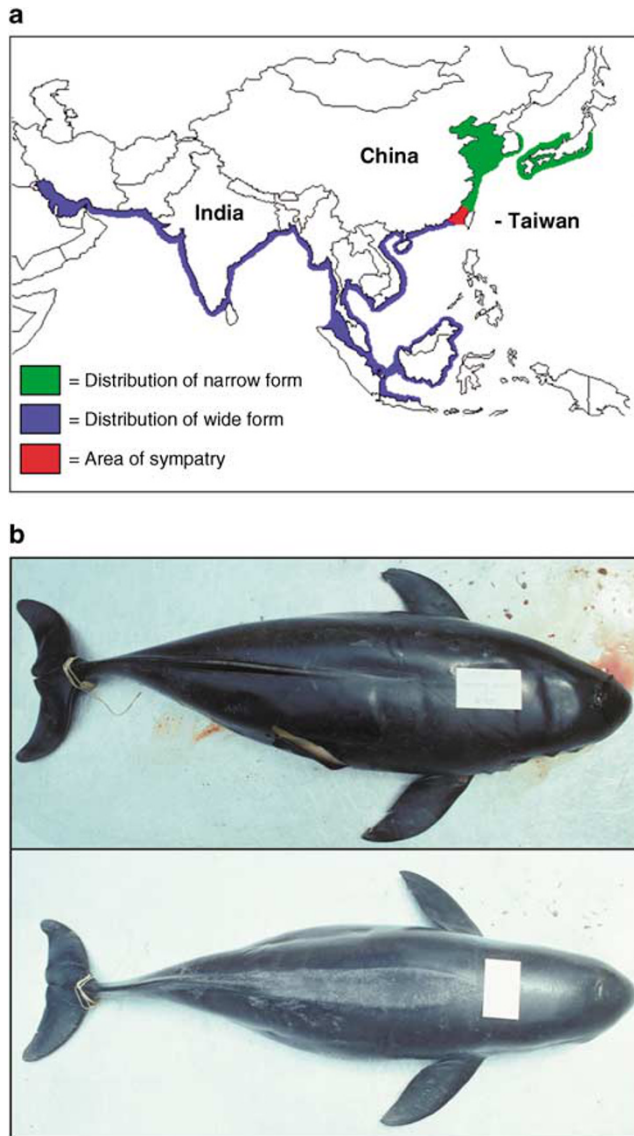 a
China
India
- Taiwan
= Distribution of narrow form
= Distribution of wide form
= Area of sympatry
b